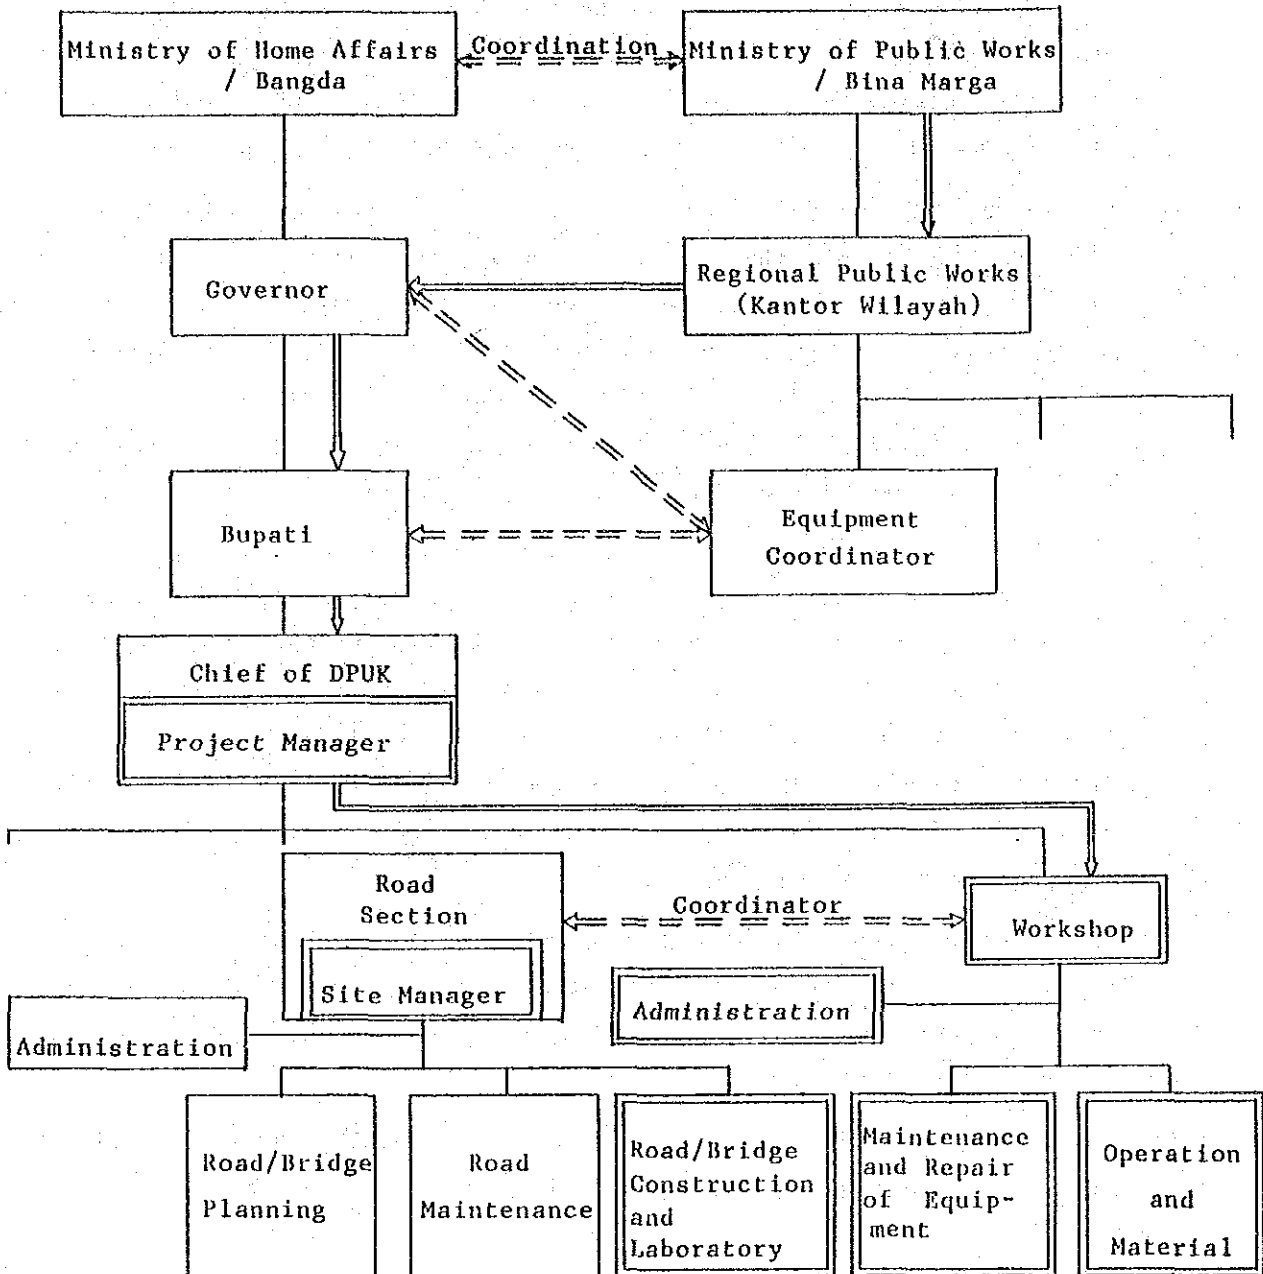 Ministry of Home Affairs
/ Bangda
Coordination
Ministry of Public Works
/ Bina Marga
Governor
Regional Public Works
(Kantor Wilayah)
Bupati
Equipment
Coordinator
Chief of DPUK
Project Manager
Road
Section
Site Manager
Coordinator
Workshop
Administration
Administration
Road/Bridge
Planning
Road
Maintenance
Road/Bridge
Construction
and
Laboratory
Maintenance
and Repair
of Equip-
ment
Operation
and
Material